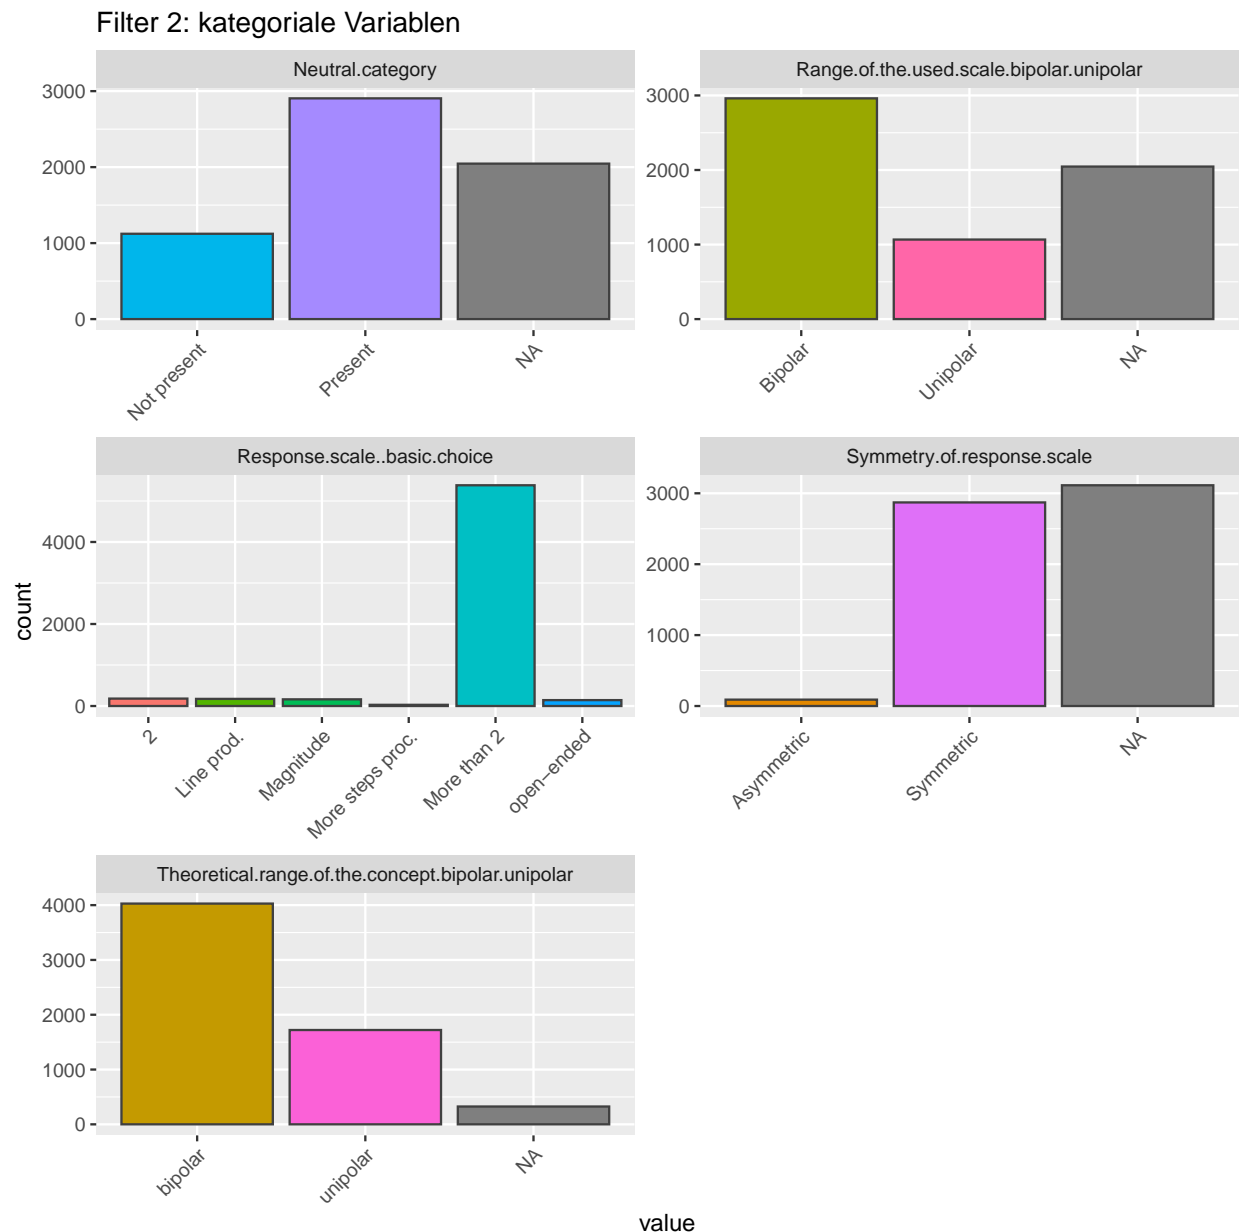 Filter 2: kategoriale Variablen
Neutral.category
3000
2000
1000
0
Not present
Present
NA
Range.of.the.used.scale.bipolar.unipolar
3000
2000
1000
0
Bipolar
Unipolar
NA
Response.scale..basic.choice
4000
2000
0
2
Line prod.
Magnitude
More steps proc.
More than 2
open−ended
Symmetry.of.response.scale
3000
2000
1000
0
Asymmetric
Symmetric
NA
Theoretical.range.of.the.concept.bipolar.unipolar
4000
3000
2000
1000
0
bipolar
unipolar
NA
count
value